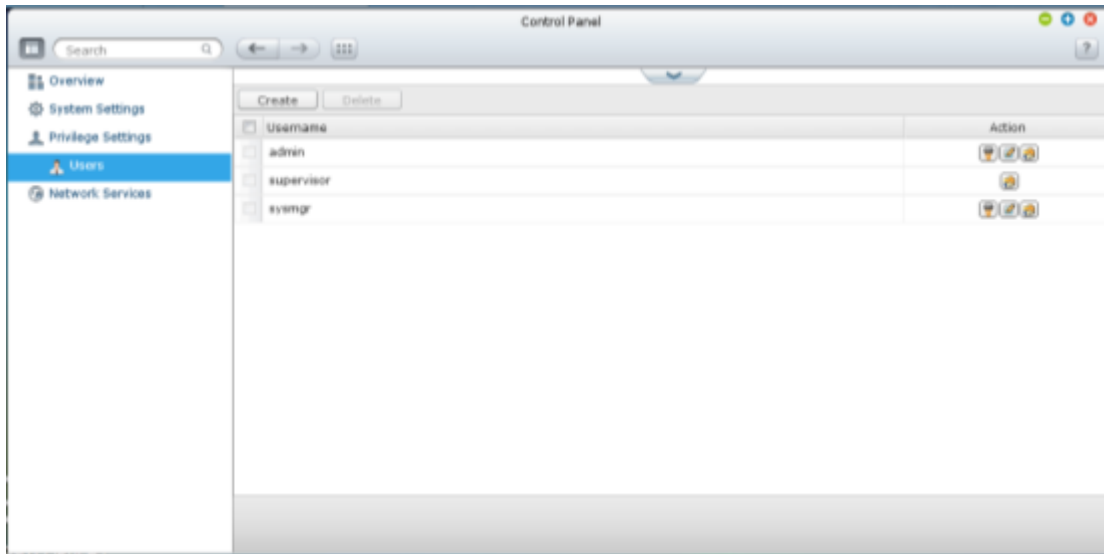 Control Panel
Search
?
Overview
System Settings
Privilege Settings
Users
Network Services
Create Delete
Username Action
admin
supervisor
sysmgr